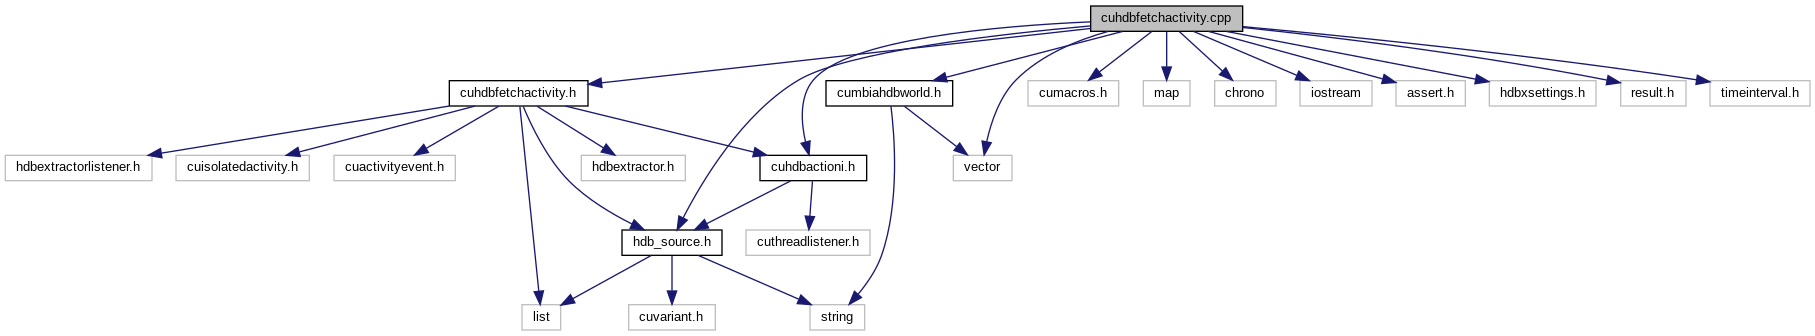 cuhdbfetchactivity.cpp
cuhdbfetchactivity.h
cumbiahdbworld.h
cumacros.h
map
chrono
iostream
assert.h
hdbxsettings.h
result.h
timeinterval.h
hdbextractorlistener.h
cuisolatedactivity.h
cuactivityevent.h
hdbextractor.h
cuhdbactioni.h
vector
hdb_source.h
cuthreadlistener.h
list
cuvariant.h
string